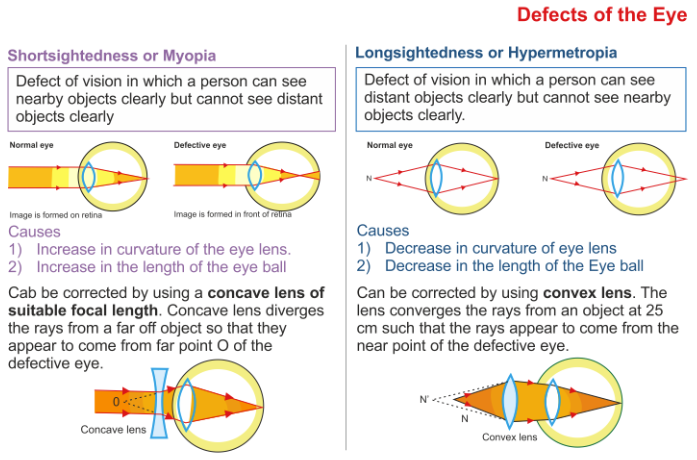 Defects of the Eye
Shortsightedness or Myopia
Defect of vision in which a person can see
nearby objects clearly but cannot see distant
objects clearly
Normal eye
Defective eye
Image is formed on retina
Image is formed in front of retina
Causes
1) Increase in curvature of the eye lens.
2) Increase in the length of the eye ball
Cab be corrected by using a concave lens of
suitable focal length. Concave lens diverges
the rays from a far off object so that they
appear to come from far point O of the
defective eye.
O
Concave lens
Longsightedness or Hypermetropia
Defect of vision in which a person can see
distant objects clearly but cannot see nearby
objects clearly.
Normal eye
Defective eye
N
N
Causes
1) Decrease in curvature of eye lens
2) Decrease in the length of the Eye ball
Can be corrected by using convex lens. The
lens converges the rays from an object at 25
cm such that the rays appear to come from the
near point of the defective eye.
N'
N
Convex lens